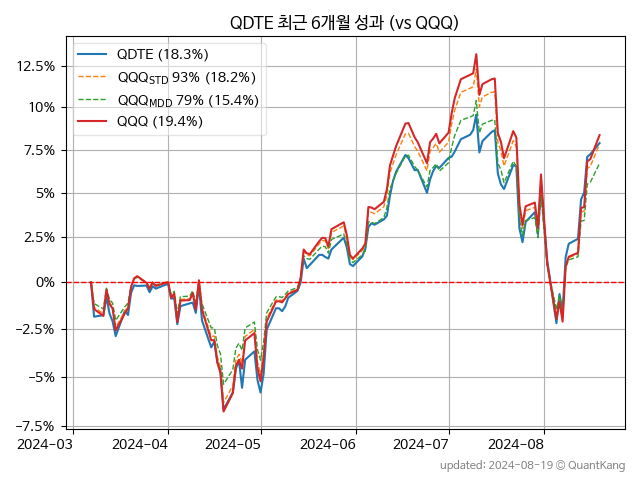 QDTE 최근 6개월 성과 (vs QQQ)
QDTE (18.3%)
QQQSTD 93% (18.2%)
QQQMDD 79% (15.4%)
QQQ (19.4%)
12.5%
10%
7.5%
5%
2.5%
0%
−2.5%
−5%
−7.5%
2024-03 2024-04 2024-05 2024-06 2024-07 2024-08
updated: 2024-08-19 © QuantKang